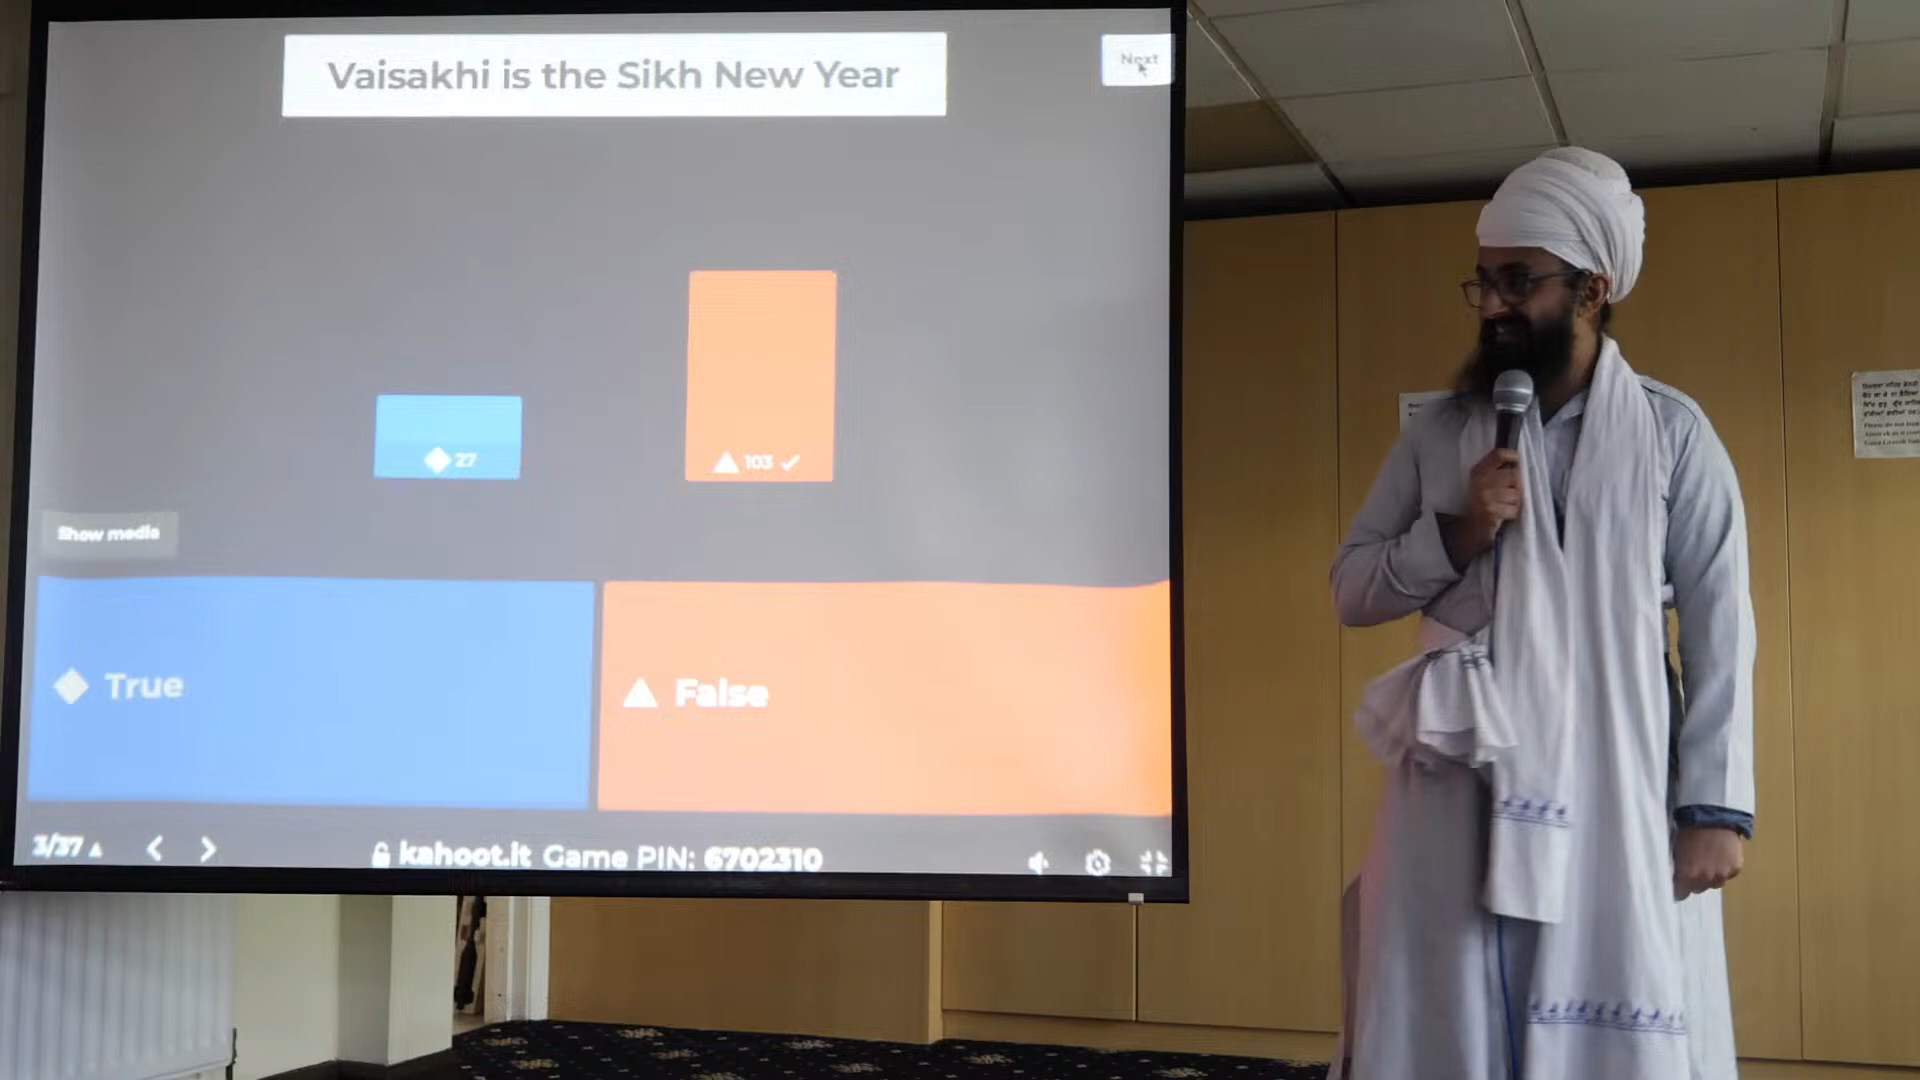 Vaisakhi is the Sikh New Year
Next
27
103
Show media
True
False
3/37
kahoot.it Game PIN: 6702310